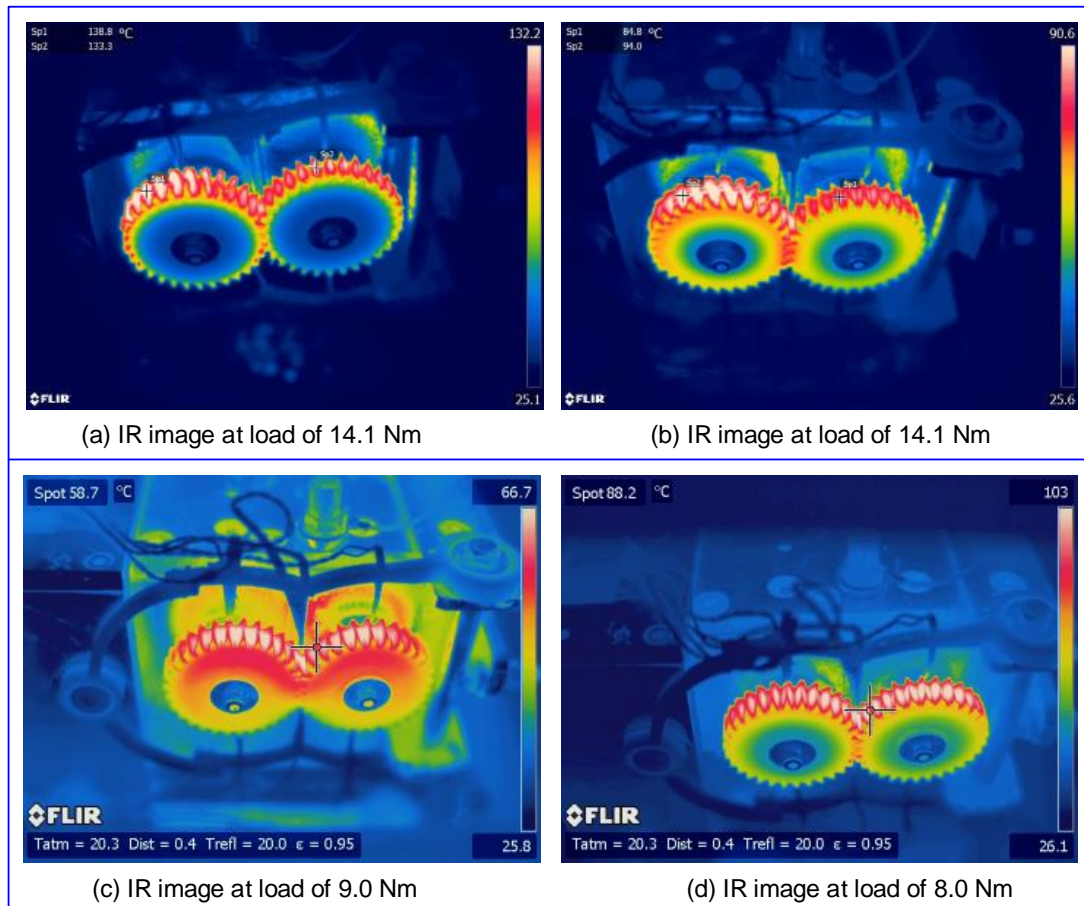 Sp1 138.8 °C
Sp2 133.3
132.2
Sp1
Sp2
FLIR
25.1
(a) IR image at load of 14.1 Nm
Sp1 84.8 °C
Sp2 94.0
90.6
Sp2
Sp1
FLIR
25.6
(b) IR image at load of 14.1 Nm
Spot 58.7 °C
66.7
FLIR
Tatm = 20.3 Dist = 0.4 Trefl = 20.0 ε = 0.95
25.8
(c) IR image at load of 9.0 Nm
Spot 88.2 °C
103
FLIR
Tatm = 20.3 Dist = 0.4 Trefl = 20.0 ε = 0.95
26.1
(d) IR image at load of 8.0 Nm